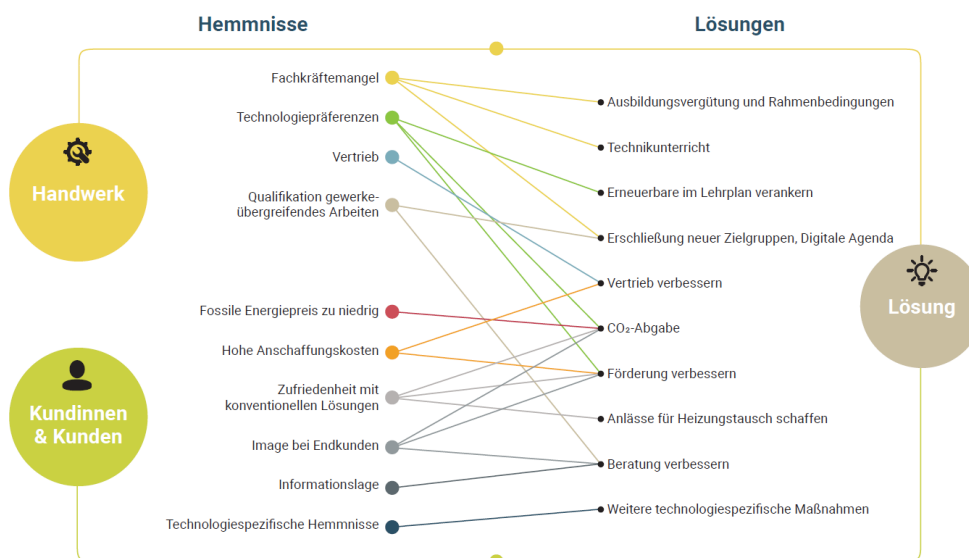 Hemmnisse
Lösungen
Handwerk
Fachkräftemangel
Technologiepräferenzen
Vertrieb
Qualifikation gewerke-
übergreifendes Arbeiten
Kundinnen
& Kunden
Fossile Energiepreis zu niedrig
Hohe Anschaffungskosten
Zufriedenheit mit
konventionellen Lösungen
Image bei Endkunden
Informationslage
Technologiespezifische Hemmnisse
Ausbildungsvergütung und Rahmenbedingungen
Technikunterricht
Erneuerbare im Lehrplan verankern
Erschließung neuer Zielgruppen, Digitale Agenda
Vertrieb verbessern
CO₂-Abgabe
Förderung verbessern
Anlässe für Heizungstausch schaffen
Beratung verbessern
Weitere technologiespezifische Maßnahmen
Lösung